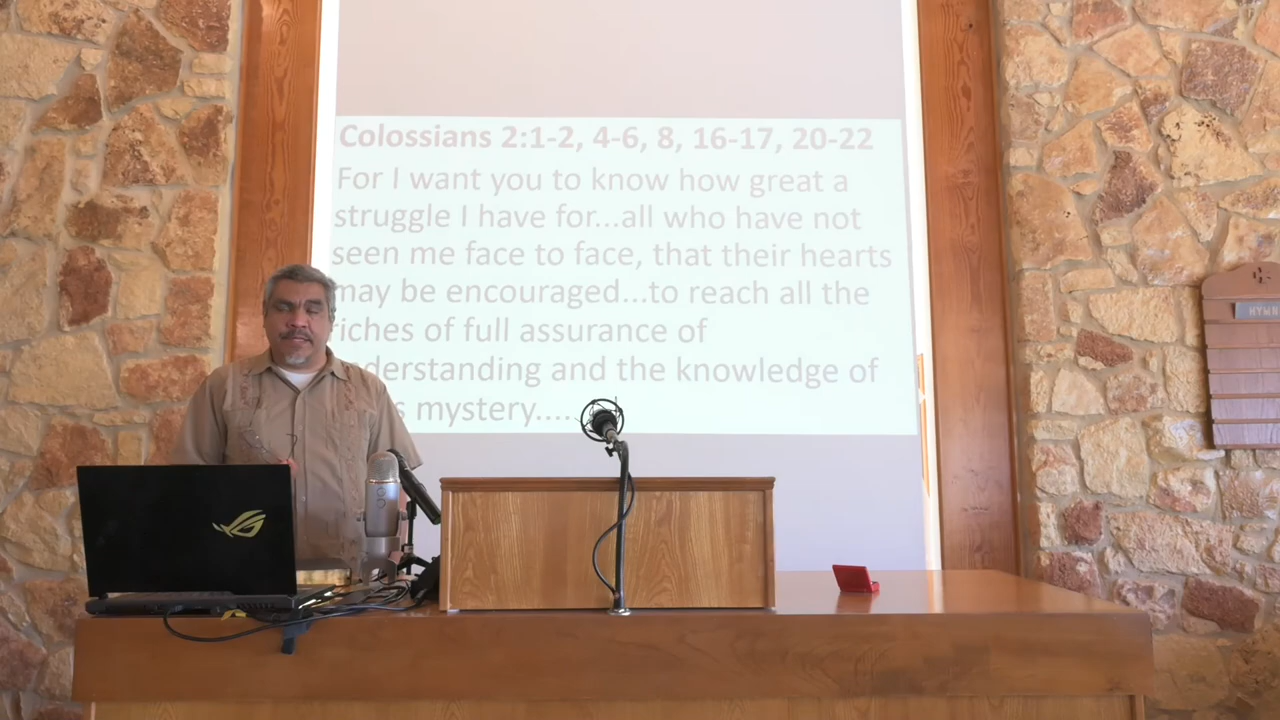 Colossians 2:1-2, 4-6, 8, 16-17, 20-22
For I want you to know how great a
struggle I have for...all who have not
seen me face to face, that their hearts
may be encouraged...to reach all the
riches of full assurance of
understanding and the knowledge of
mystery....
HYMN